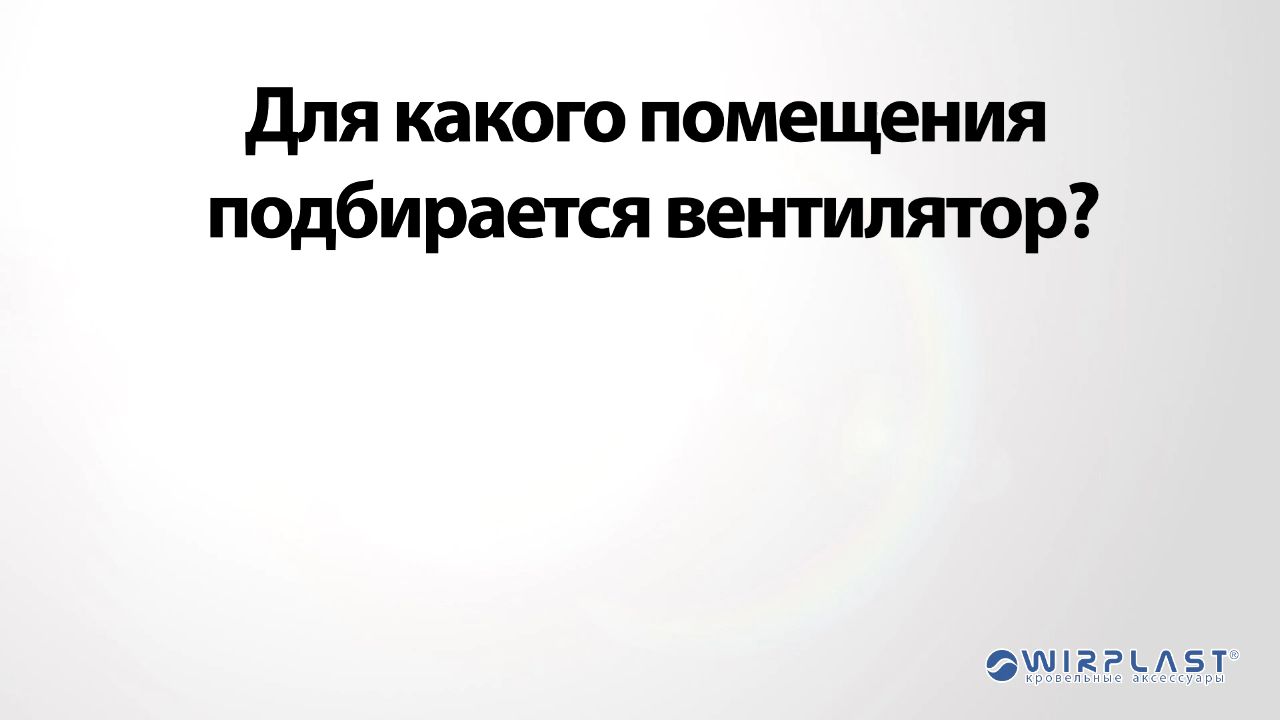 Для какого помещения
подбирается вентилятор?
WIRPLAST®
кровельные аксессуары